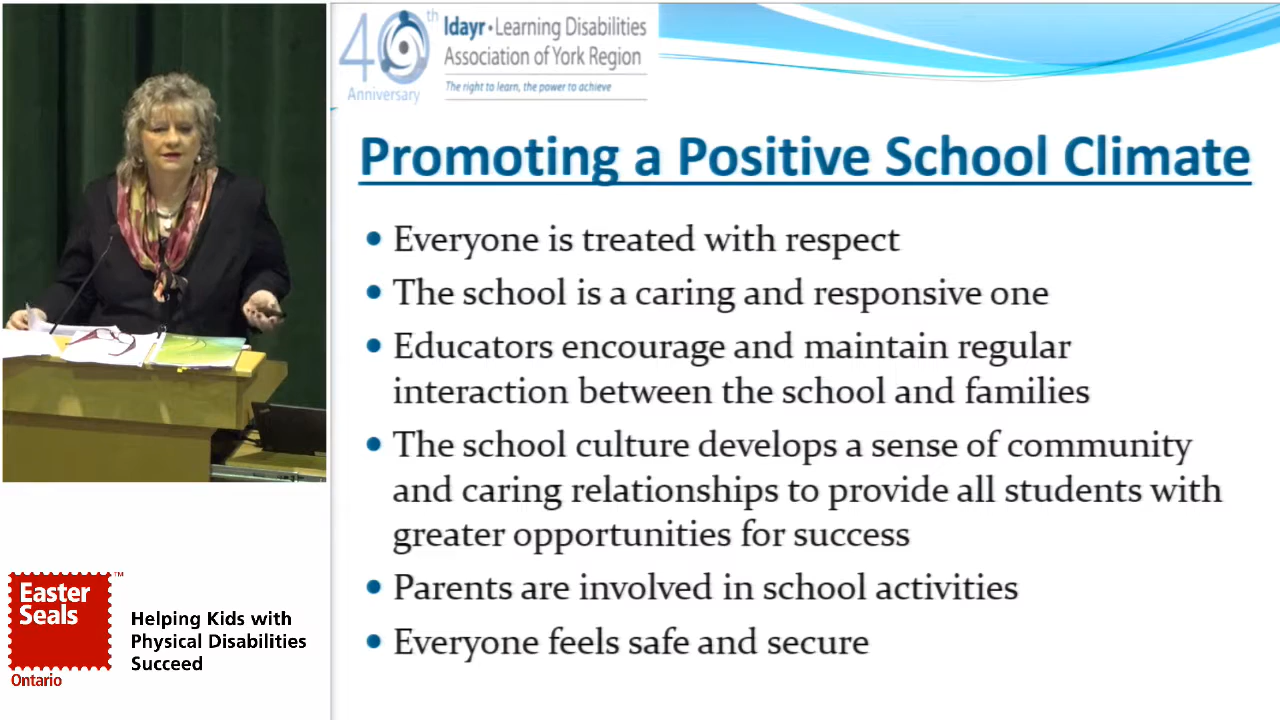 40th
Anniversary
ldayr • Learning Disabilities
Association of York Region
The right to learn, the power to achieve
Promoting a Positive School Climate
• Everyone is treated with respect
• The school is a caring and responsive one
• Educators encourage and maintain regular
interaction between the school and families
• The school culture develops a sense of community
and caring relationships to provide all students with
greater opportunities for success
• Parents are involved in school activities
• Everyone feels safe and secure
Easter
Seals
™
Ontario
Helping Kids with
Physical Disabilities
Succeed